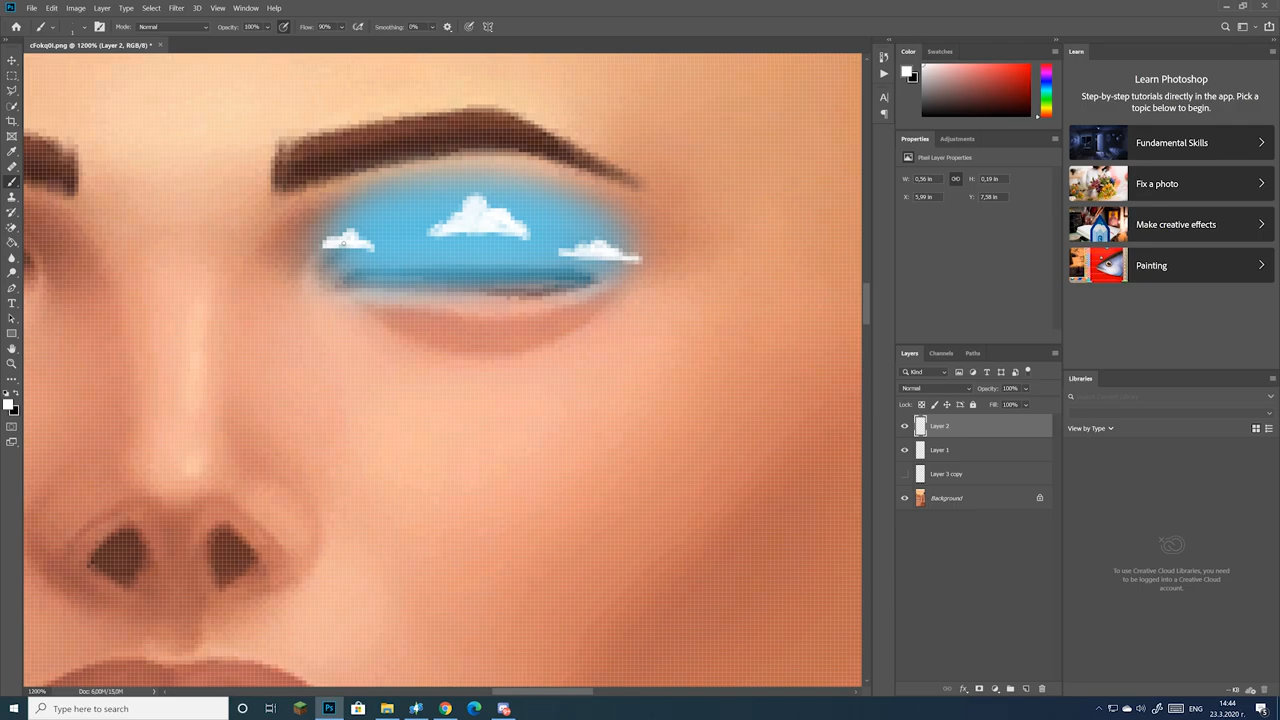 Ps File Edit Image Layer Type Select Filter 3D View Window Help
1 Mode: Normal Opacity: 100% Flow: 90% Smoothing: 0%
cFokq0I.png @ 1200% (Layer 2, RGB/8) * ×
Color Swatches
Learn
Learn Photoshop
Step-by-step tutorials directly in the app. Pick a
topic below to begin.
Fundamental Skills
Fix a photo
Make creative effects
Painting
Properties Adjustments
Pixel Layer Properties
W: 0,56 in H: 0,19 in
X: 5,99 in Y: 7,58 in
Layers Channels Paths
Kind
Normal Opacity: 100%
Lock: Fill: 100%
Layer 2
Layer 1
Layer 3 copy
Background
Libraries
View by Type
To use Creative Cloud Libraries, you need
to be logged into a Creative Cloud
account.
-- KB
1200% Doc: 6,00M/15,0M
Type here to search
Ps
ENG
14:44
23.3.2020 г.